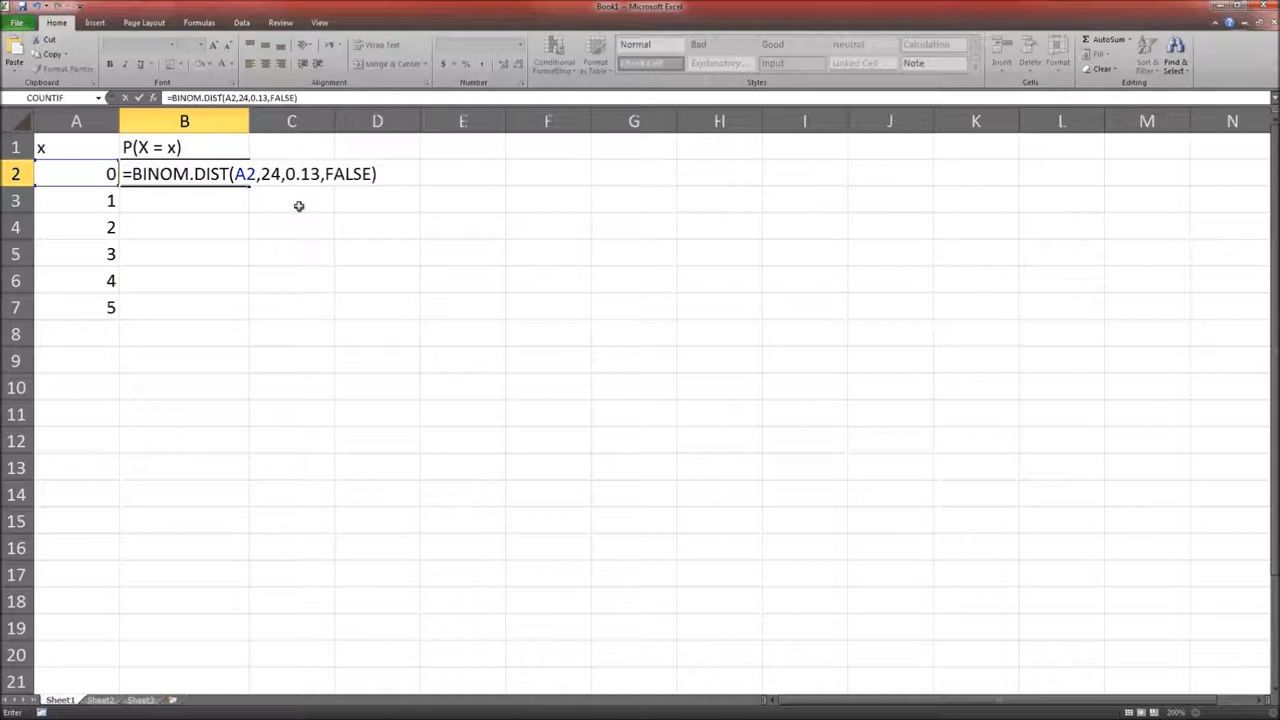 Book1 - Microsoft Excel
File Home Insert Page Layout Formulas Data Review View
Paste
Cut
Copy
Format Painter
Clipboard
B I U
Font
Wrap Text
Merge & Center
Alignment
$ % ,
Number
Conditional Formatting
Format as Table
Normal Bad Good Neutral Calculation
Check Cell Explanatory... Input Linked Cell Note
Styles
Insert Delete Format
Cells
AutoSum
Fill
Clear
Sort & Filter
Find & Select
Editing
COUNTIF =BINOM.DIST(A2,24,0.13,FALSE)
A B C D E F G H I J K L M N
1 x P(X = x)
2 0 =BINOM.DIST(A2,24,0.13,FALSE)
3 1
4 2
5 3
6 4
7 5
8
9
10
11
12
13
14
15
16
17
18
19
20
21
Sheet1 Sheet2 Sheet3
Enter 200%